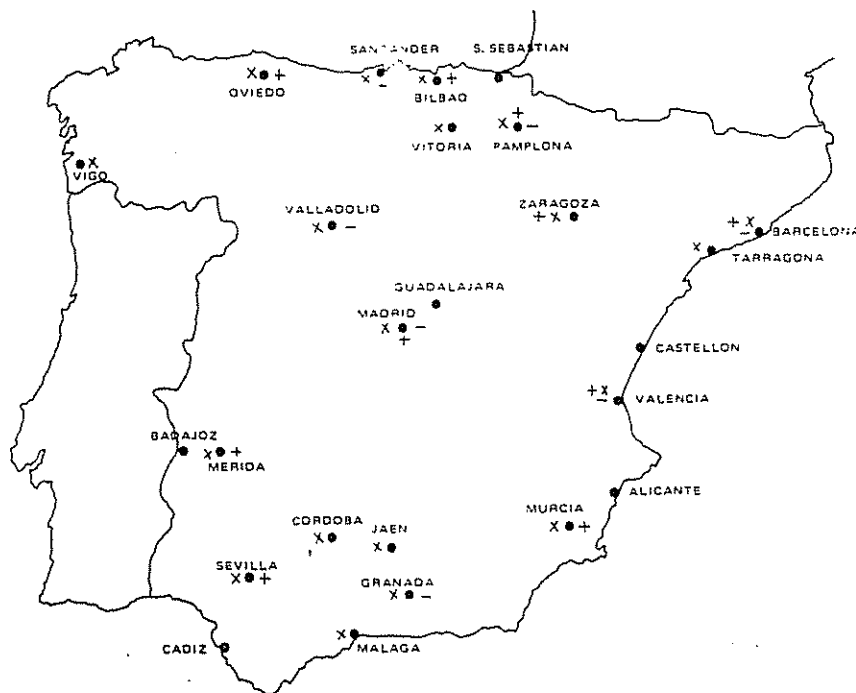 SANTANDER
S. SEBASTIAN
x • +
OVIEDO
x • -
x • +
BILBAO
x •
VITORIA
+
x • -
PAMPLONA
• x
VIGO
VALLADOLID
x • -
ZARAGOZA
+ x •
+ x
- • BARCELONA
x •
TARRAGONA
GUADALAJARA
MADRID
x • -
+
CASTELLON
+ x
- • VALENCIA
BADAJOZ
x • +
MERIDA
ALICANTE
MURCIA
x • +
CORDOBA
x •
JAEN
x •
SEVILLA
x • +
GRANADA
x • -
x •
MALAGA
CADIZ